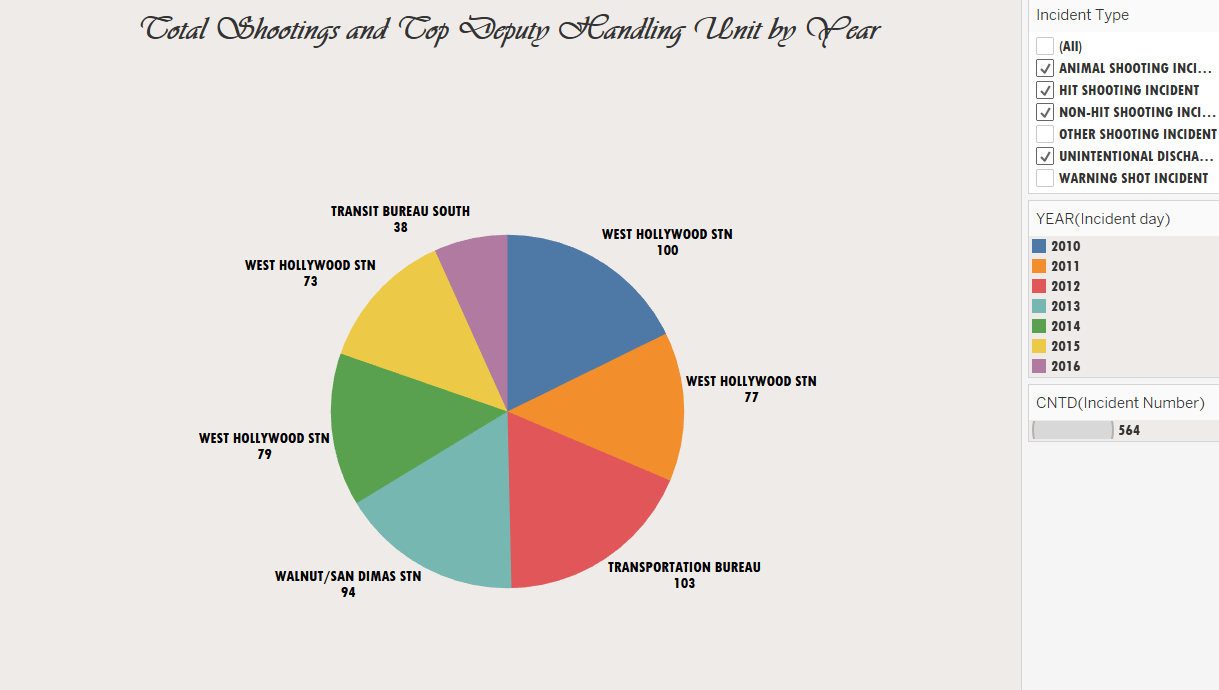 Total Shootings and Top Deputy Handling Unit by Year
TRANSIT BUREAU SOUTH
38
WEST HOLLYWOOD STN
100
WEST HOLLYWOOD STN
73
WEST HOLLYWOOD STN
77
WEST HOLLYWOOD STN
79
TRANSPORTATION BUREAU
103
WALNUT/SAN DIMAS STN
94
Incident Type
(All)
ANIMAL SHOOTING INCI...
HIT SHOOTING INCIDENT
NON-HIT SHOOTING INCI...
OTHER SHOOTING INCIDENT
UNINTENTIONAL DISCHA...
WARNING SHOT INCIDENT
YEAR(Incident day)
2010
2011
2012
2013
2014
2015
2016
CNTD(Incident Number)
564